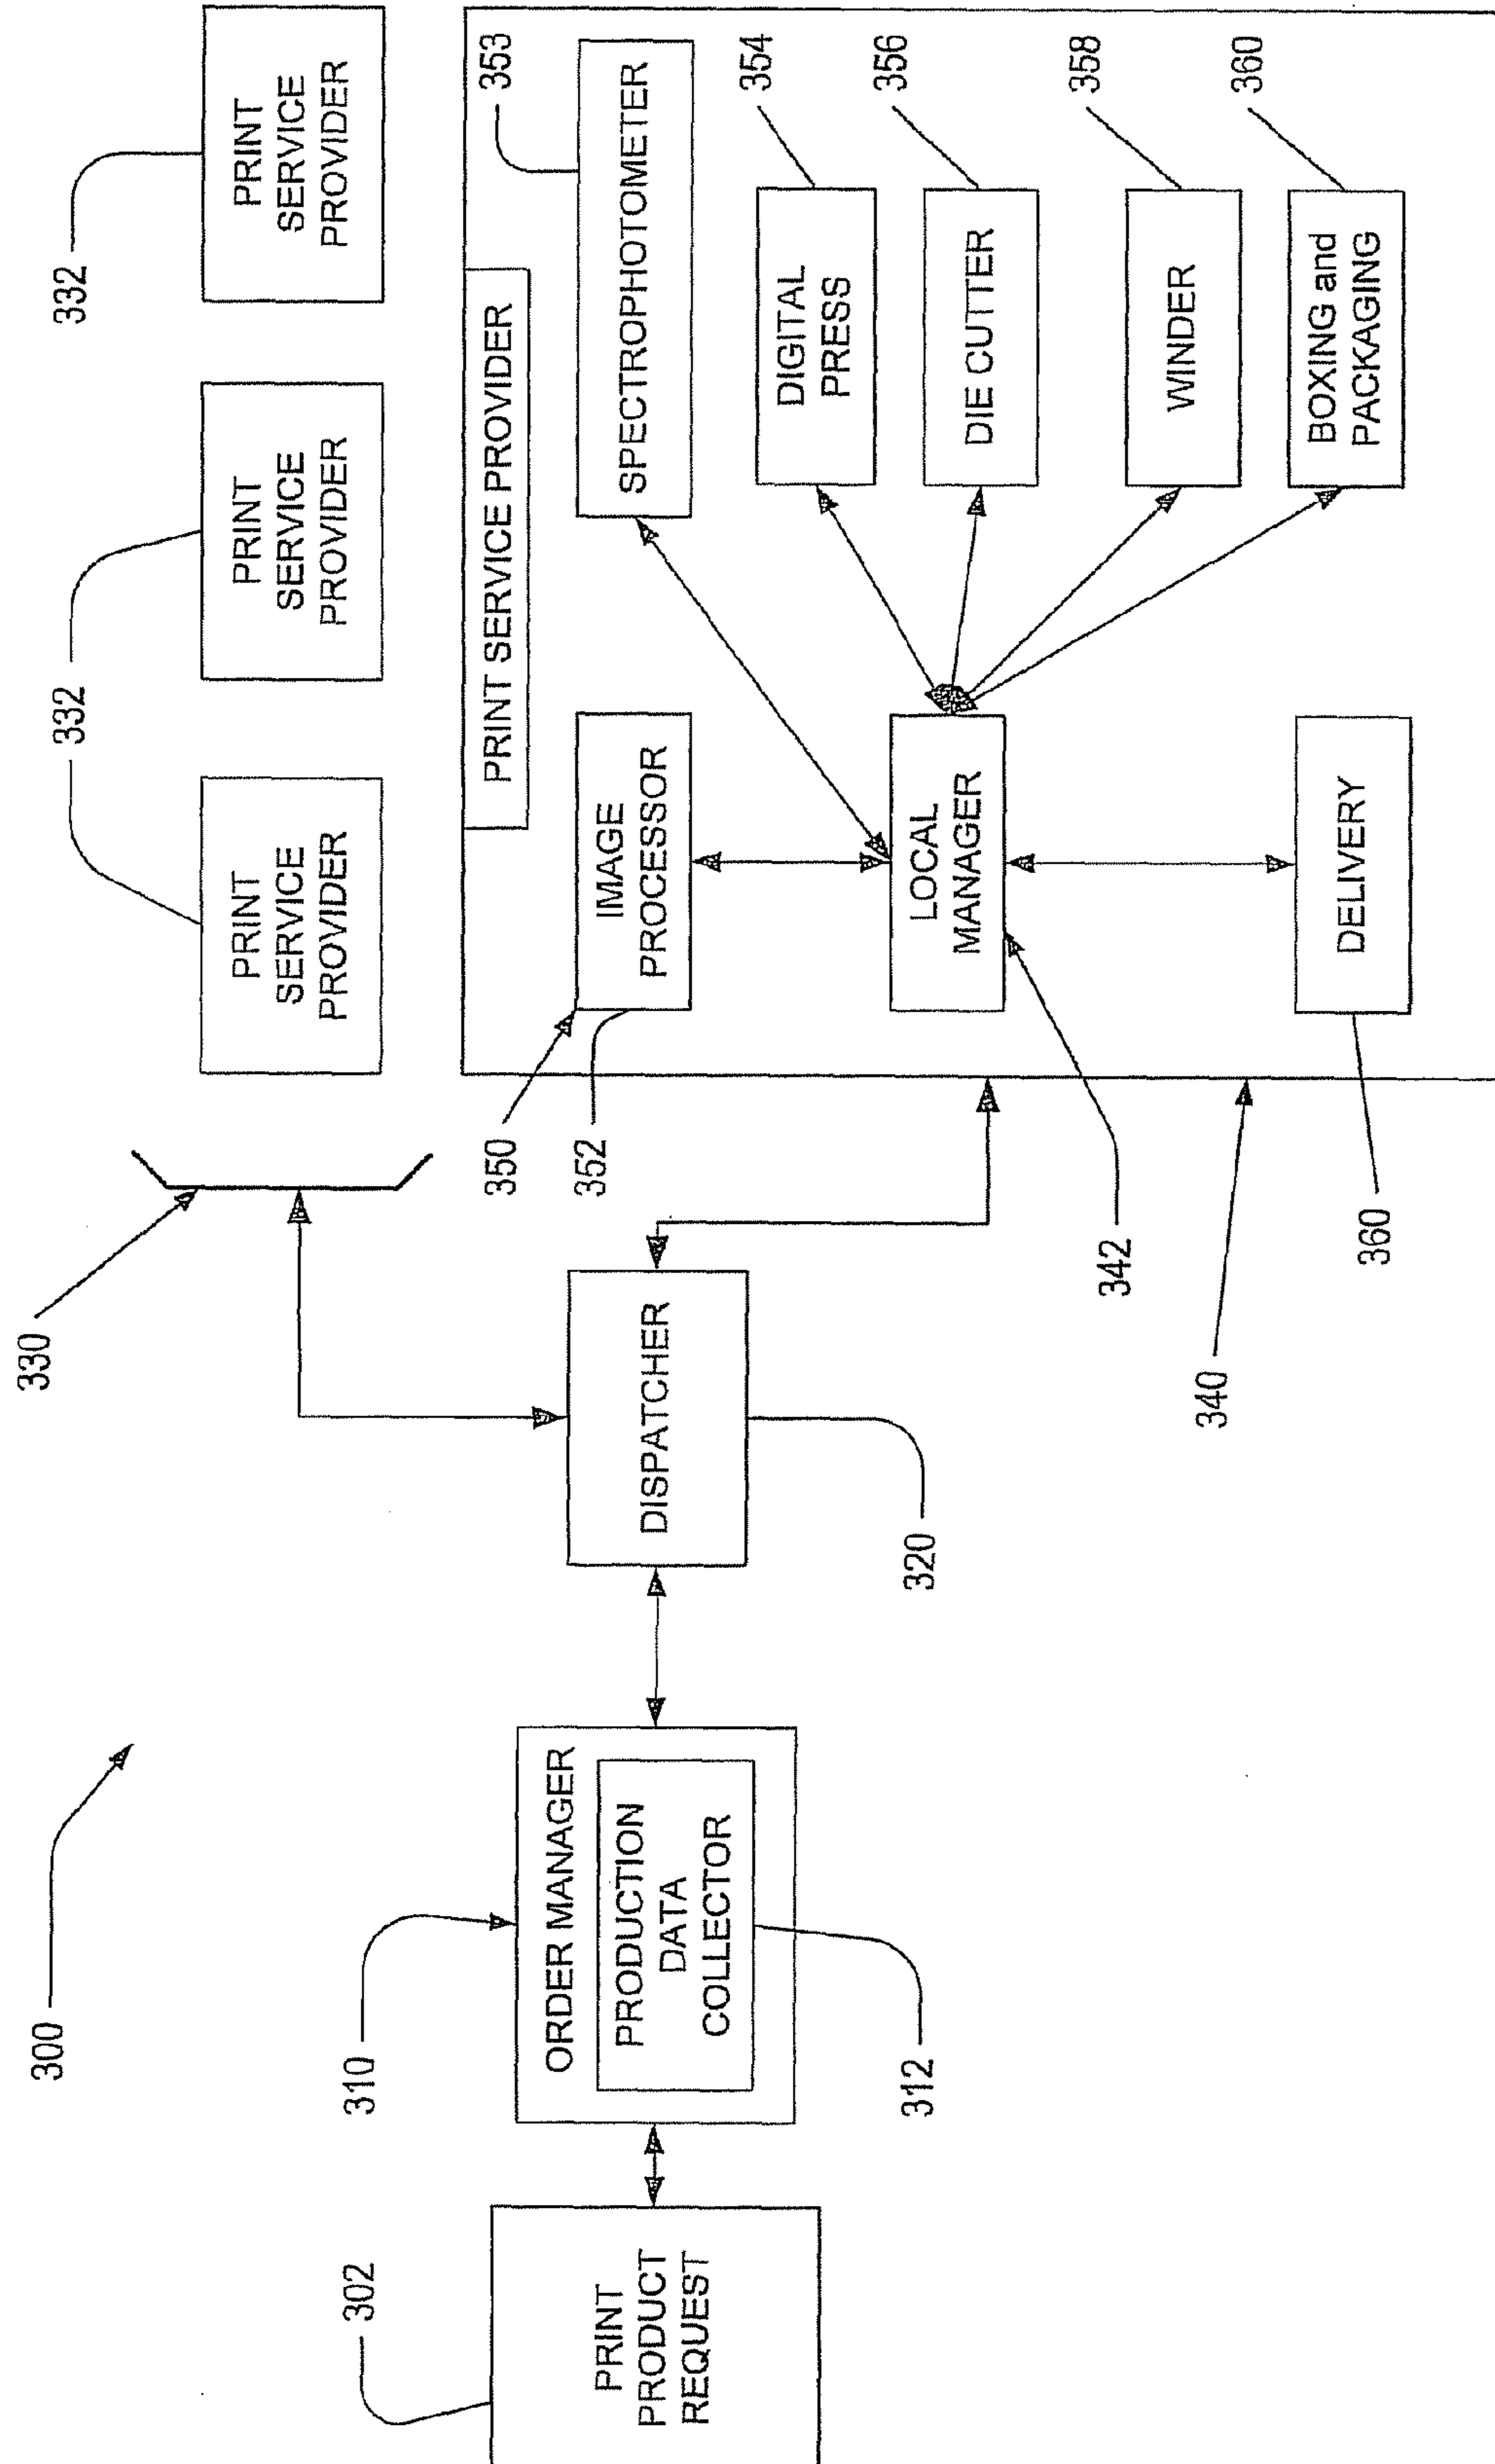 300
302
PRINT
PRODUCT
REQUEST
310
ORDER MANAGER
PRODUCTION
DATA
COLLECTOR
312
DISPATCHER
320
330
332
332
PRINT
SERVICE
PROVIDER
PRINT
SERVICE
PROVIDER
PRINT
SERVICE
PROVIDER
PRINT SERVICE PROVIDER
350
352
IMAGE
PROCESSOR
353
SPECTROPHOTOMETER
LOCAL
MANAGER
342
340
DIGITAL
PRESS
354
DIE CUTTER
356
WINDER
358
BOXING and
PACKAGING
360
DELIVERY
360